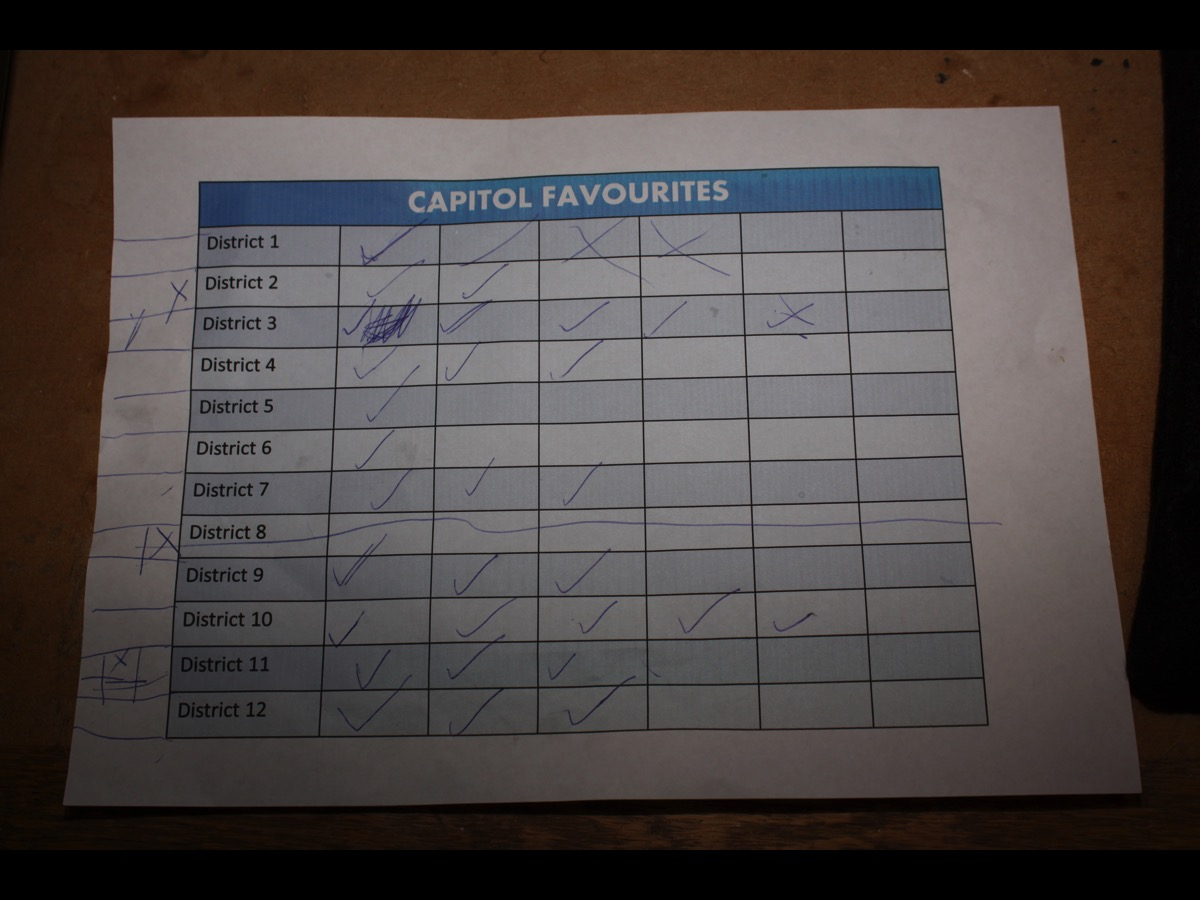 CAPITOL FAVOURITES
District 1
District 2
District 3
District 4
District 5
District 6
District 7
District 8
District 9
District 10
District 11
District 12